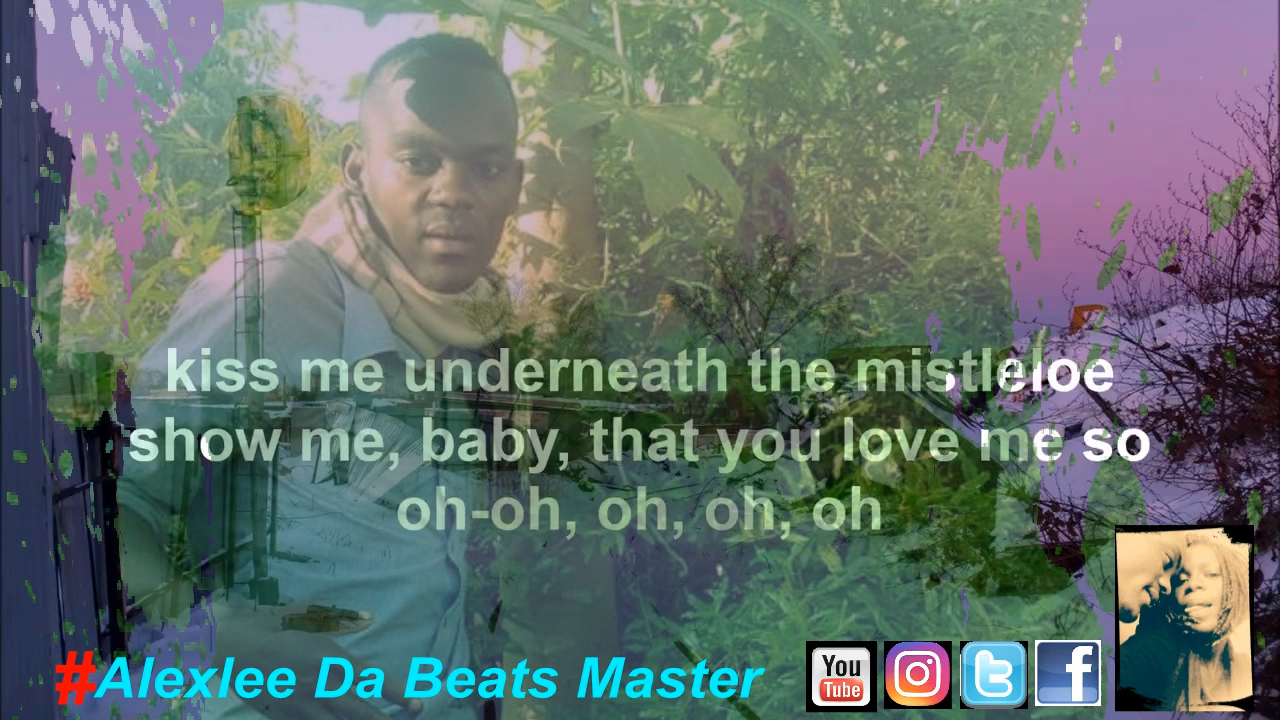 kiss me underneath the mistleloe
show me, baby, that you love me so
oh-oh, oh, oh, oh
#Alexlee Da Beats Master
You
Tube